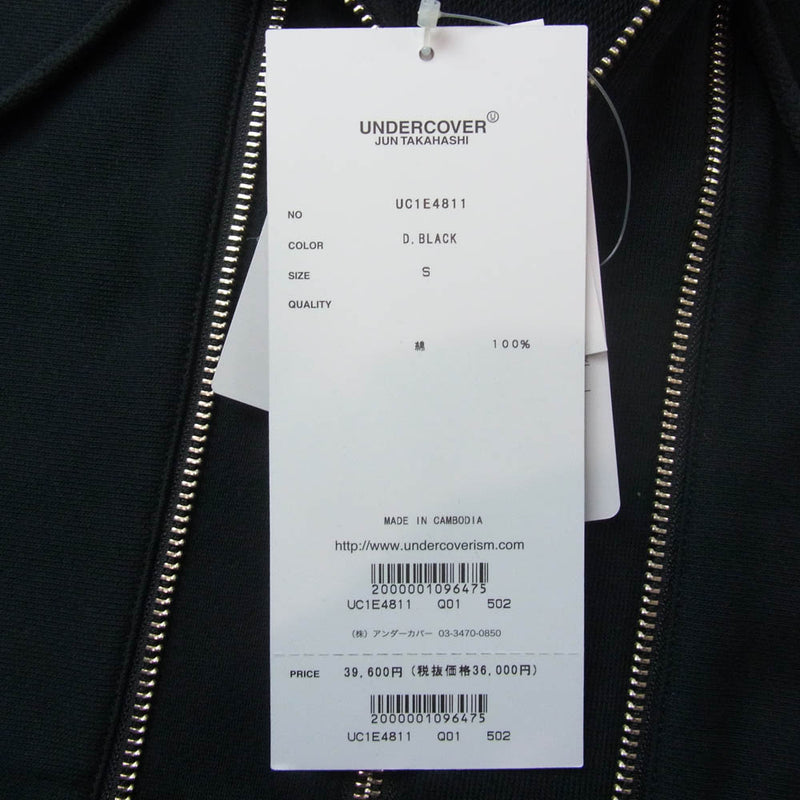 UNDERCOVER U
JUN TAKAHASHI
NO UC1E4811
COLOR D.BLACK
SIZE S
QUALITY
綿 100%
MADE IN CAMBODIA
http://www.undercoverism.com
2000001096475
UC1E4811 Q01 502
(株) アンダーカバー 03-3470-0850
PRICE 39,600円 (税抜価格36,000円)
2000001096475
UC1E4811 Q01 502